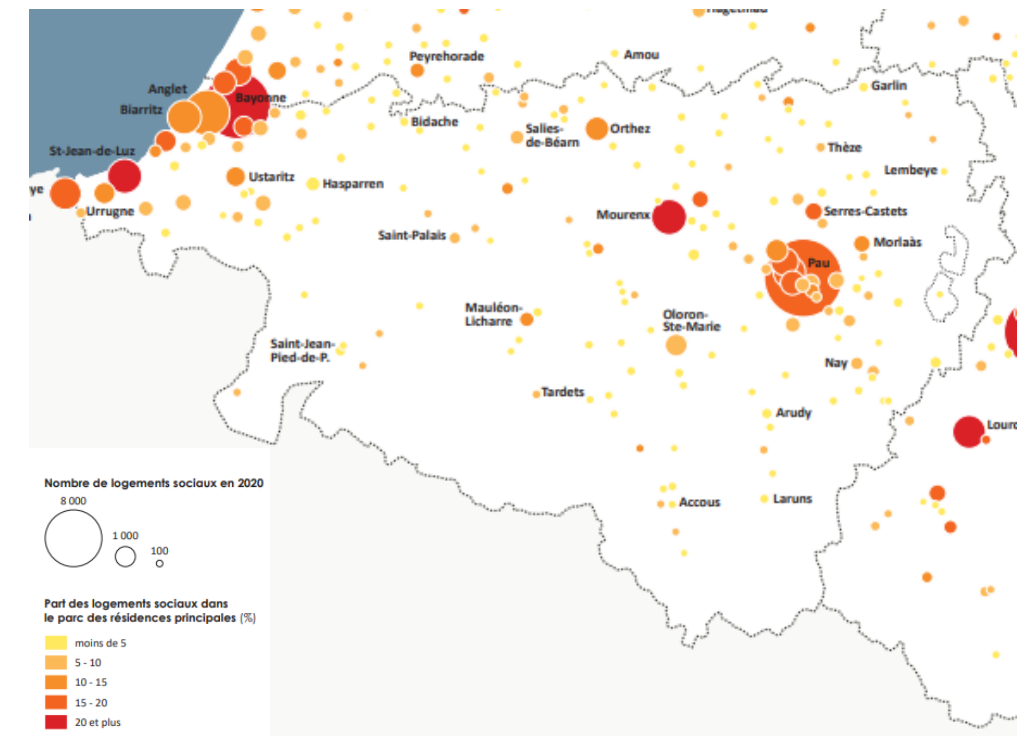 Hagetmau
Peyrehorade
Amou
Garlin
Anglet
Bayonne
Biarritz
Bidache
Salies-
de-Béarn
Orthez
Thèze
St-Jean-de-Luz
Lembeye
Ustaritz
Hasparren
ye
Urrugne
Mourenx
Serres-Castets
Saint-Palais
Morlaàs
Pau
Mauléon-
Licharre
Oloron-
Ste-Marie
Saint-Jean-
Pied-de-P.
Nay
Tardets
Arudy
Lourd
Accous
Laruns
Nombre de logements sociaux en 2020
8 000
1 000
100
Part des logements sociaux dans
le parc des résidences principales (%)
moins de 5
5 - 10
10 - 15
15 - 20
20 et plus